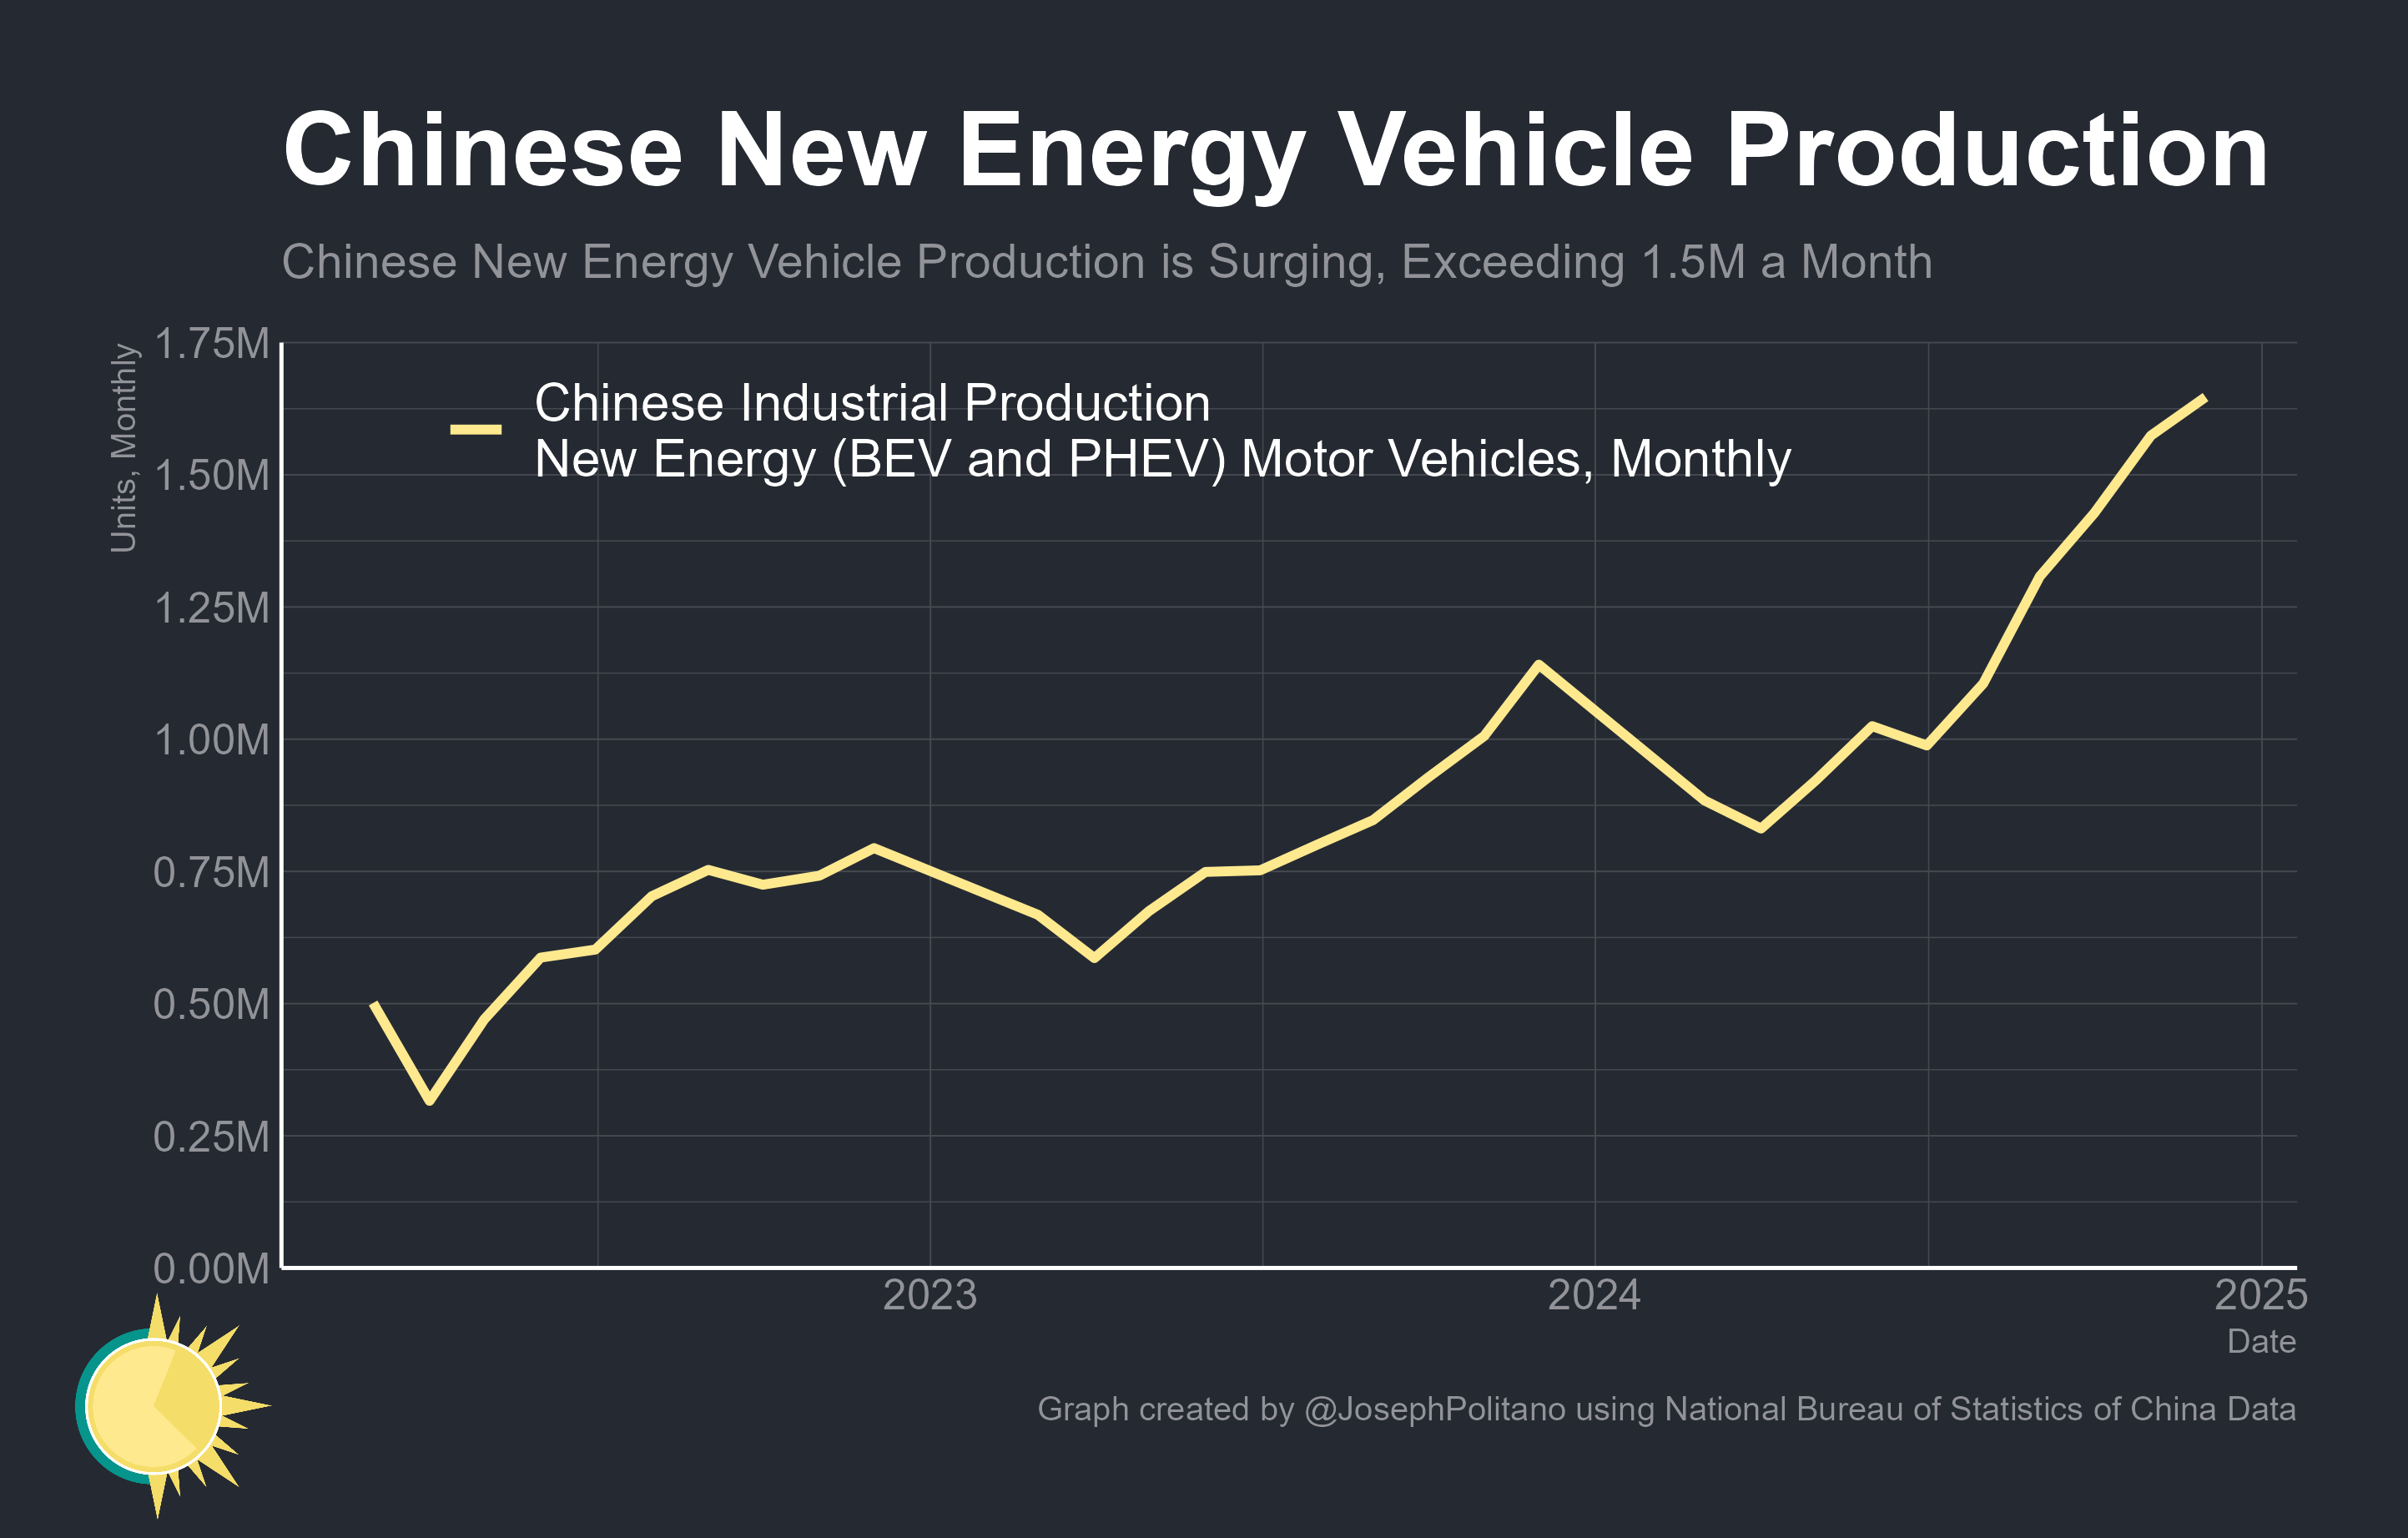 Chinese New Energy Vehicle Production
Chinese New Energy Vehicle Production is Surging, Exceeding 1.5M a Month
Units, Monthly
1.75M
1.50M
1.25M
1.00M
0.75M
0.50M
0.25M
0.00M
Chinese Industrial Production
New Energy (BEV and PHEV) Motor Vehicles, Monthly
2023
2024
2025
Date
Graph created by @JosephPolitano using National Bureau of Statistics of China Data